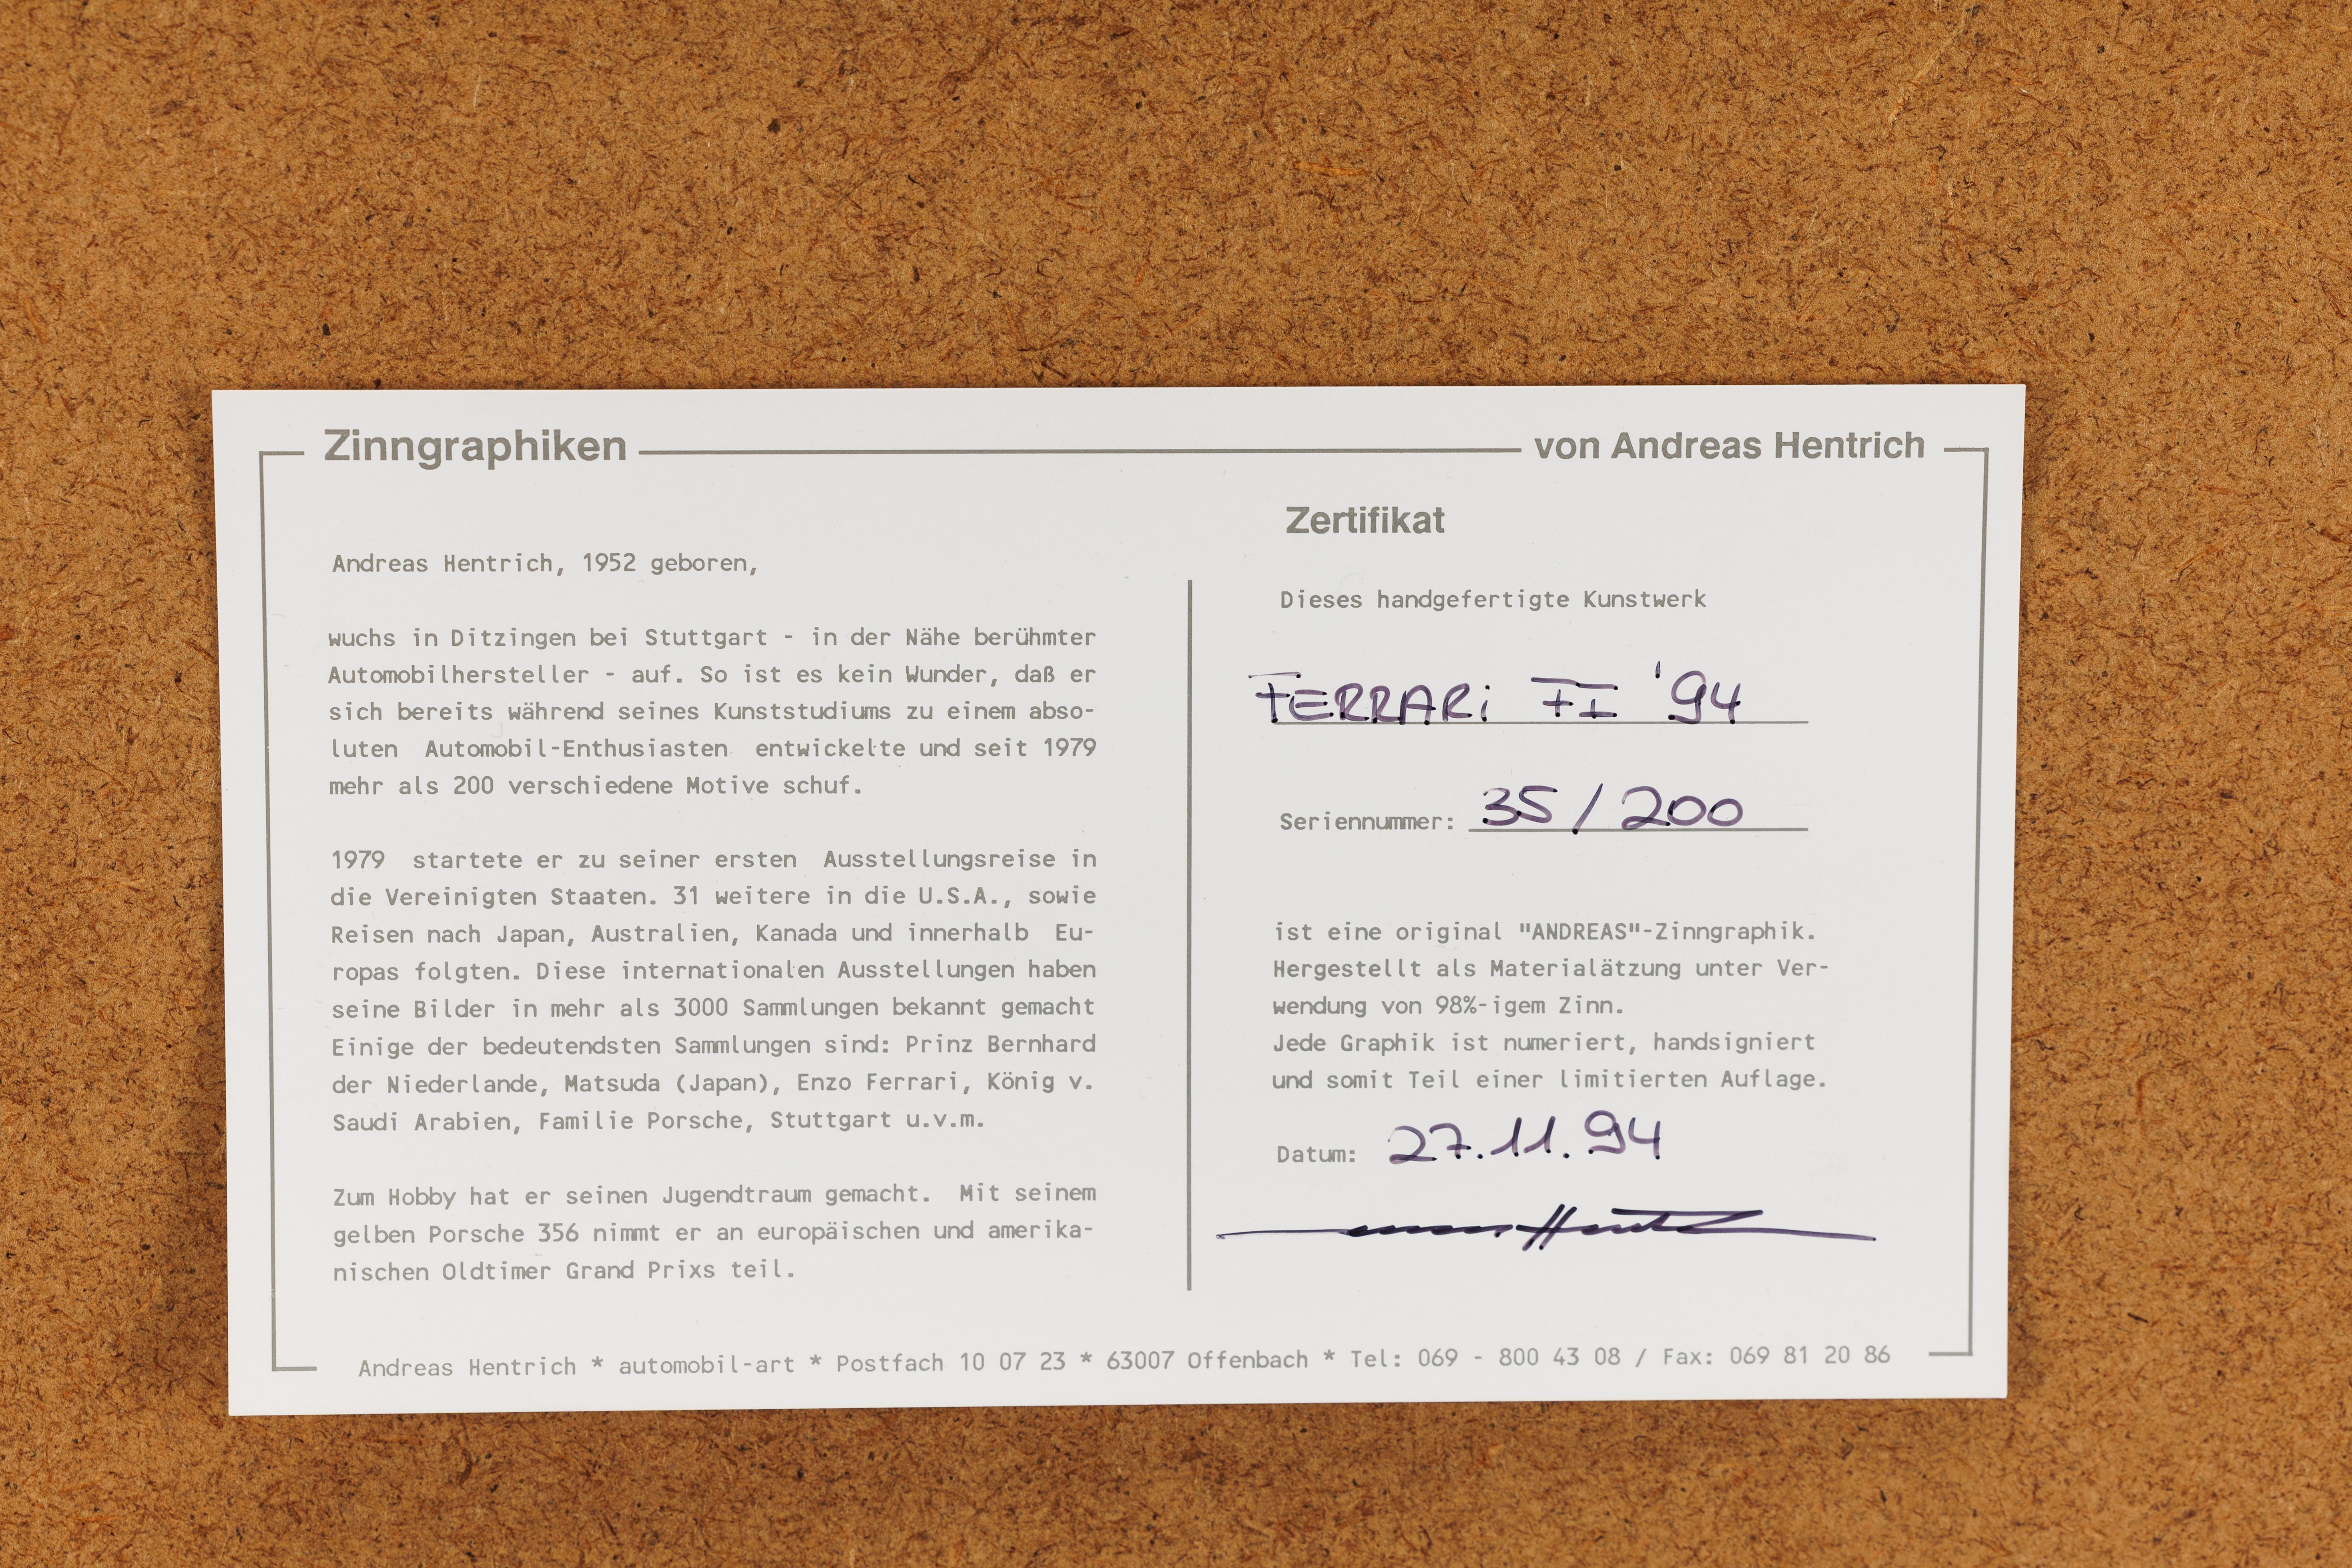 Zinngraphiken von Andreas Hentrich
Andreas Hentrich, 1952 geboren,
wuchs in Ditzingen bei Stuttgart - in der Nähe berühmter
Automobilhersteller - auf. So ist es kein Wunder, daß er
sich bereits während seines Kunststudiums zu einem abso-
luten Automobil-Enthusiasten entwickelte und seit 1979
mehr als 200 verschiedene Motive schuf.
1979 startete er zu seiner ersten Ausstellungsreise in
die Vereinigten Staaten. 31 weitere in die U.S.A., sowie
Reisen nach Japan, Australien, Kanada und innerhalb Eu-
ropas folgten. Diese internationalen Ausstellungen haben
seine Bilder in mehr als 3000 Sammlungen bekannt gemacht
Einige der bedeutendsten Sammlungen sind: Prinz Bernhard
der Niederlande, Matsuda (Japan), Enzo Ferrari, König v.
Saudi Arabien, Familie Porsche, Stuttgart u.v.m.
Zum Hobby hat er seinen Jugendtraum gemacht. Mit seinem
gelben Porsche 356 nimmt er an europäischen und amerika-
nischen Oldtimer Grand Prixs teil.
Zertifikat
Dieses handgefertigte Kunstwerk
FERRARi FI '94
Seriennummer: 35/200
ist eine original "ANDREAS"-Zinngraphik.
Hergestellt als Materialätzung unter Ver-
wendung von 98%-igem Zinn.
Jede Graphik ist numeriert, handsigniert
und somit Teil einer limitierten Auflage.
Datum: 27.11.94
Andreas Hentrich * automobil-art * Postfach 10 07 23 * 63007 Offenbach * Tel: 069 - 800 43 08 / Fax: 069 81 20 86